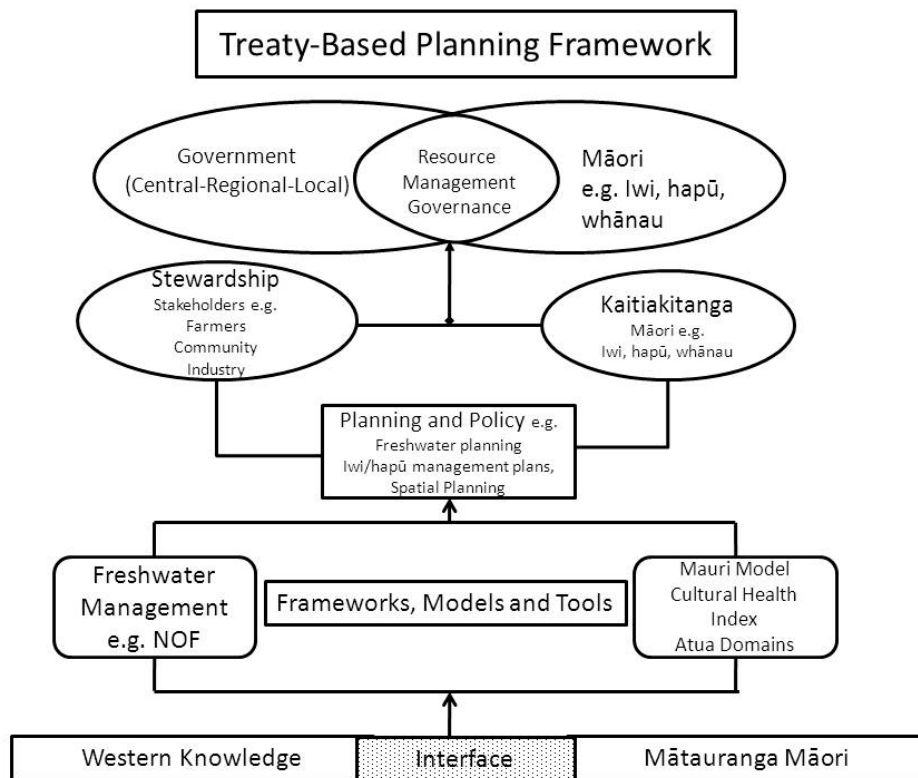 Treaty-Based Planning Framework
Government
(Central-Regional-Local)
Resource
Management
Governance
Māori
e.g. Iwi, hapū,
whānau
Stewardship
Stakeholders e.g.
Farmers
Community
Industry
Kaitiakitanga
Māori e.g.
Iwi, hapū, whānau
Planning and Policy e.g.
Freshwater planning
Iwi/hapū management plans,
Spatial Planning
Freshwater
Management
e.g. NOF
Frameworks, Models and Tools
Mauri Model
Cultural Health
Index
Atua Domains
Western Knowledge
Interface
Mātauranga Māori